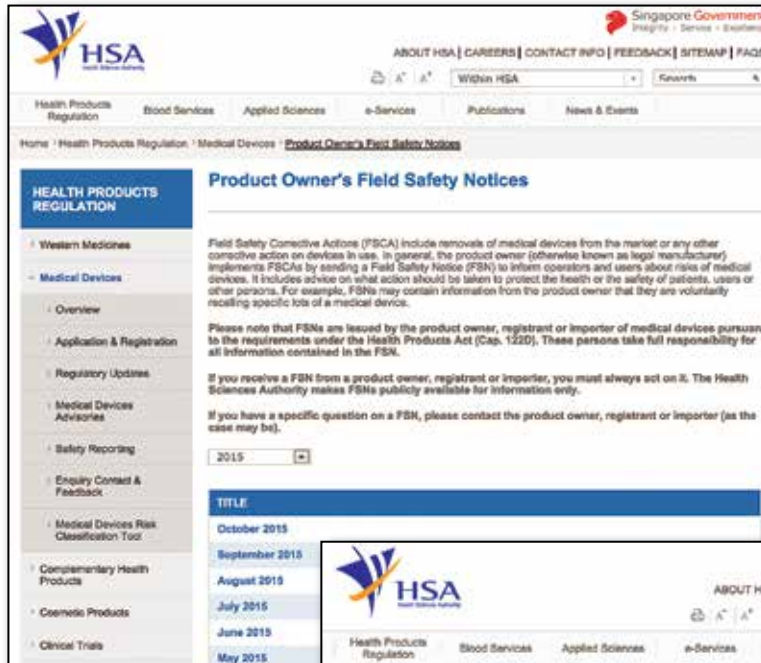 Singapore Government
Integrity · Service · Excellence
HSA
Health Sciences Authority
ABOUT HSA | CAREERS | CONTACT INFO | FEEDBACK | SITEMAP | FAQS
A- A+ Within HSA Search
Health Products Regulation
Blood Services
Applied Sciences
e-Services
Publications
News & Events
Home › Health Products Regulation › Medical Devices › Product Owner's Field Safety Notices
HEALTH PRODUCTS
REGULATION
Western Medicines
Medical Devices
Overview
Application & Registration
Regulatory Updates
Medical Devices
Advisories
Safety Reporting
Enquiry Contact &
Feedback
Medical Devices Risk
Classification Tool
Complementary Health
Products
Cosmetic Products
Clinical Trials
Product Owner's Field Safety Notices
Field Safety Corrective Actions (FSCA) include removals of medical devices from the market or any other
corrective action on devices in use. In general, the product owner (otherwise known as legal manufacturer)
implements FSCAs by sending a Field Safety Notice (FSN) to inform operators and users about risks of medical
devices. It includes advice on what action should be taken to protect the health or the safety of patients, users or
other persons. For example, FSNs may contain information from the product owner that they are voluntarily
recalling specific lots of a medical device.
Please note that FSNs are issued by the product owner, registrant or importer of medical devices pursuan
to the requirements under the Health Products Act (Cap. 122D). These persons take full responsibility for
all information contained in the FSN.
If you receive a FSN from a product owner, registrant or importer, you must always act on it. The Health
Sciences Authority makes FSNs publicly available for information
only.
If you have a specific question on a FSN, please contact the product owner, registrant or importer (as the
case may be).
2015
TITLE
October 2015
September 2015
August 2015
July 2015
June 2015
May 2015
HSA
Health Sciences Authority
ABOUT H
A- A+
Health Products
Regulation
Blood Services
Applied Sciences
e-Services